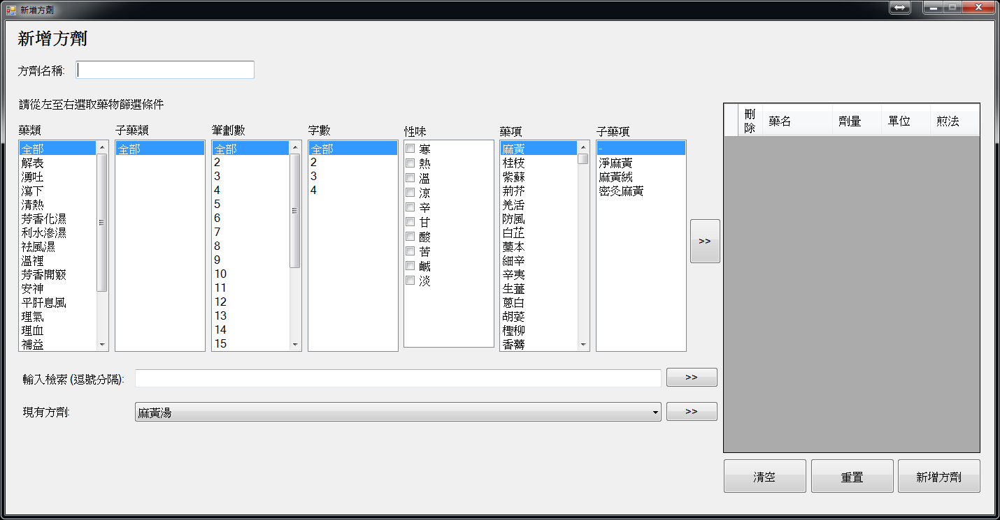 新增方劑
新增方劑
方劑名稱:
請從左至右選取藥物篩選條件
藥類
全部
解表
湧吐
瀉下
清熱
芳香化濕
利水滲濕
祛風濕
溫裡
芳香開竅
安神
平肝息風
理氣
理血
補益
子藥類
全部
筆劃數
全部
2
3
4
5
6
7
8
9
10
11
12
13
14
15
字數
全部
2
3
4
性味
寒
熱
溫
涼
辛
甘
酸
苦
鹹
淡
藥項
麻黃
桂枝
紫蘇
荊芥
羌活
防風
白芷
藁本
細辛
辛夷
生薑
蔥白
胡荽
檉柳
香薷
子藥項
-
淨麻黃
麻黃絨
密灸麻黃
>>
刪除 藥名 劑量 單位 煎法
輸入檢索 (逗號分隔): >>
現有方劑: 麻黃湯 >>
清空 重置 新增方劑